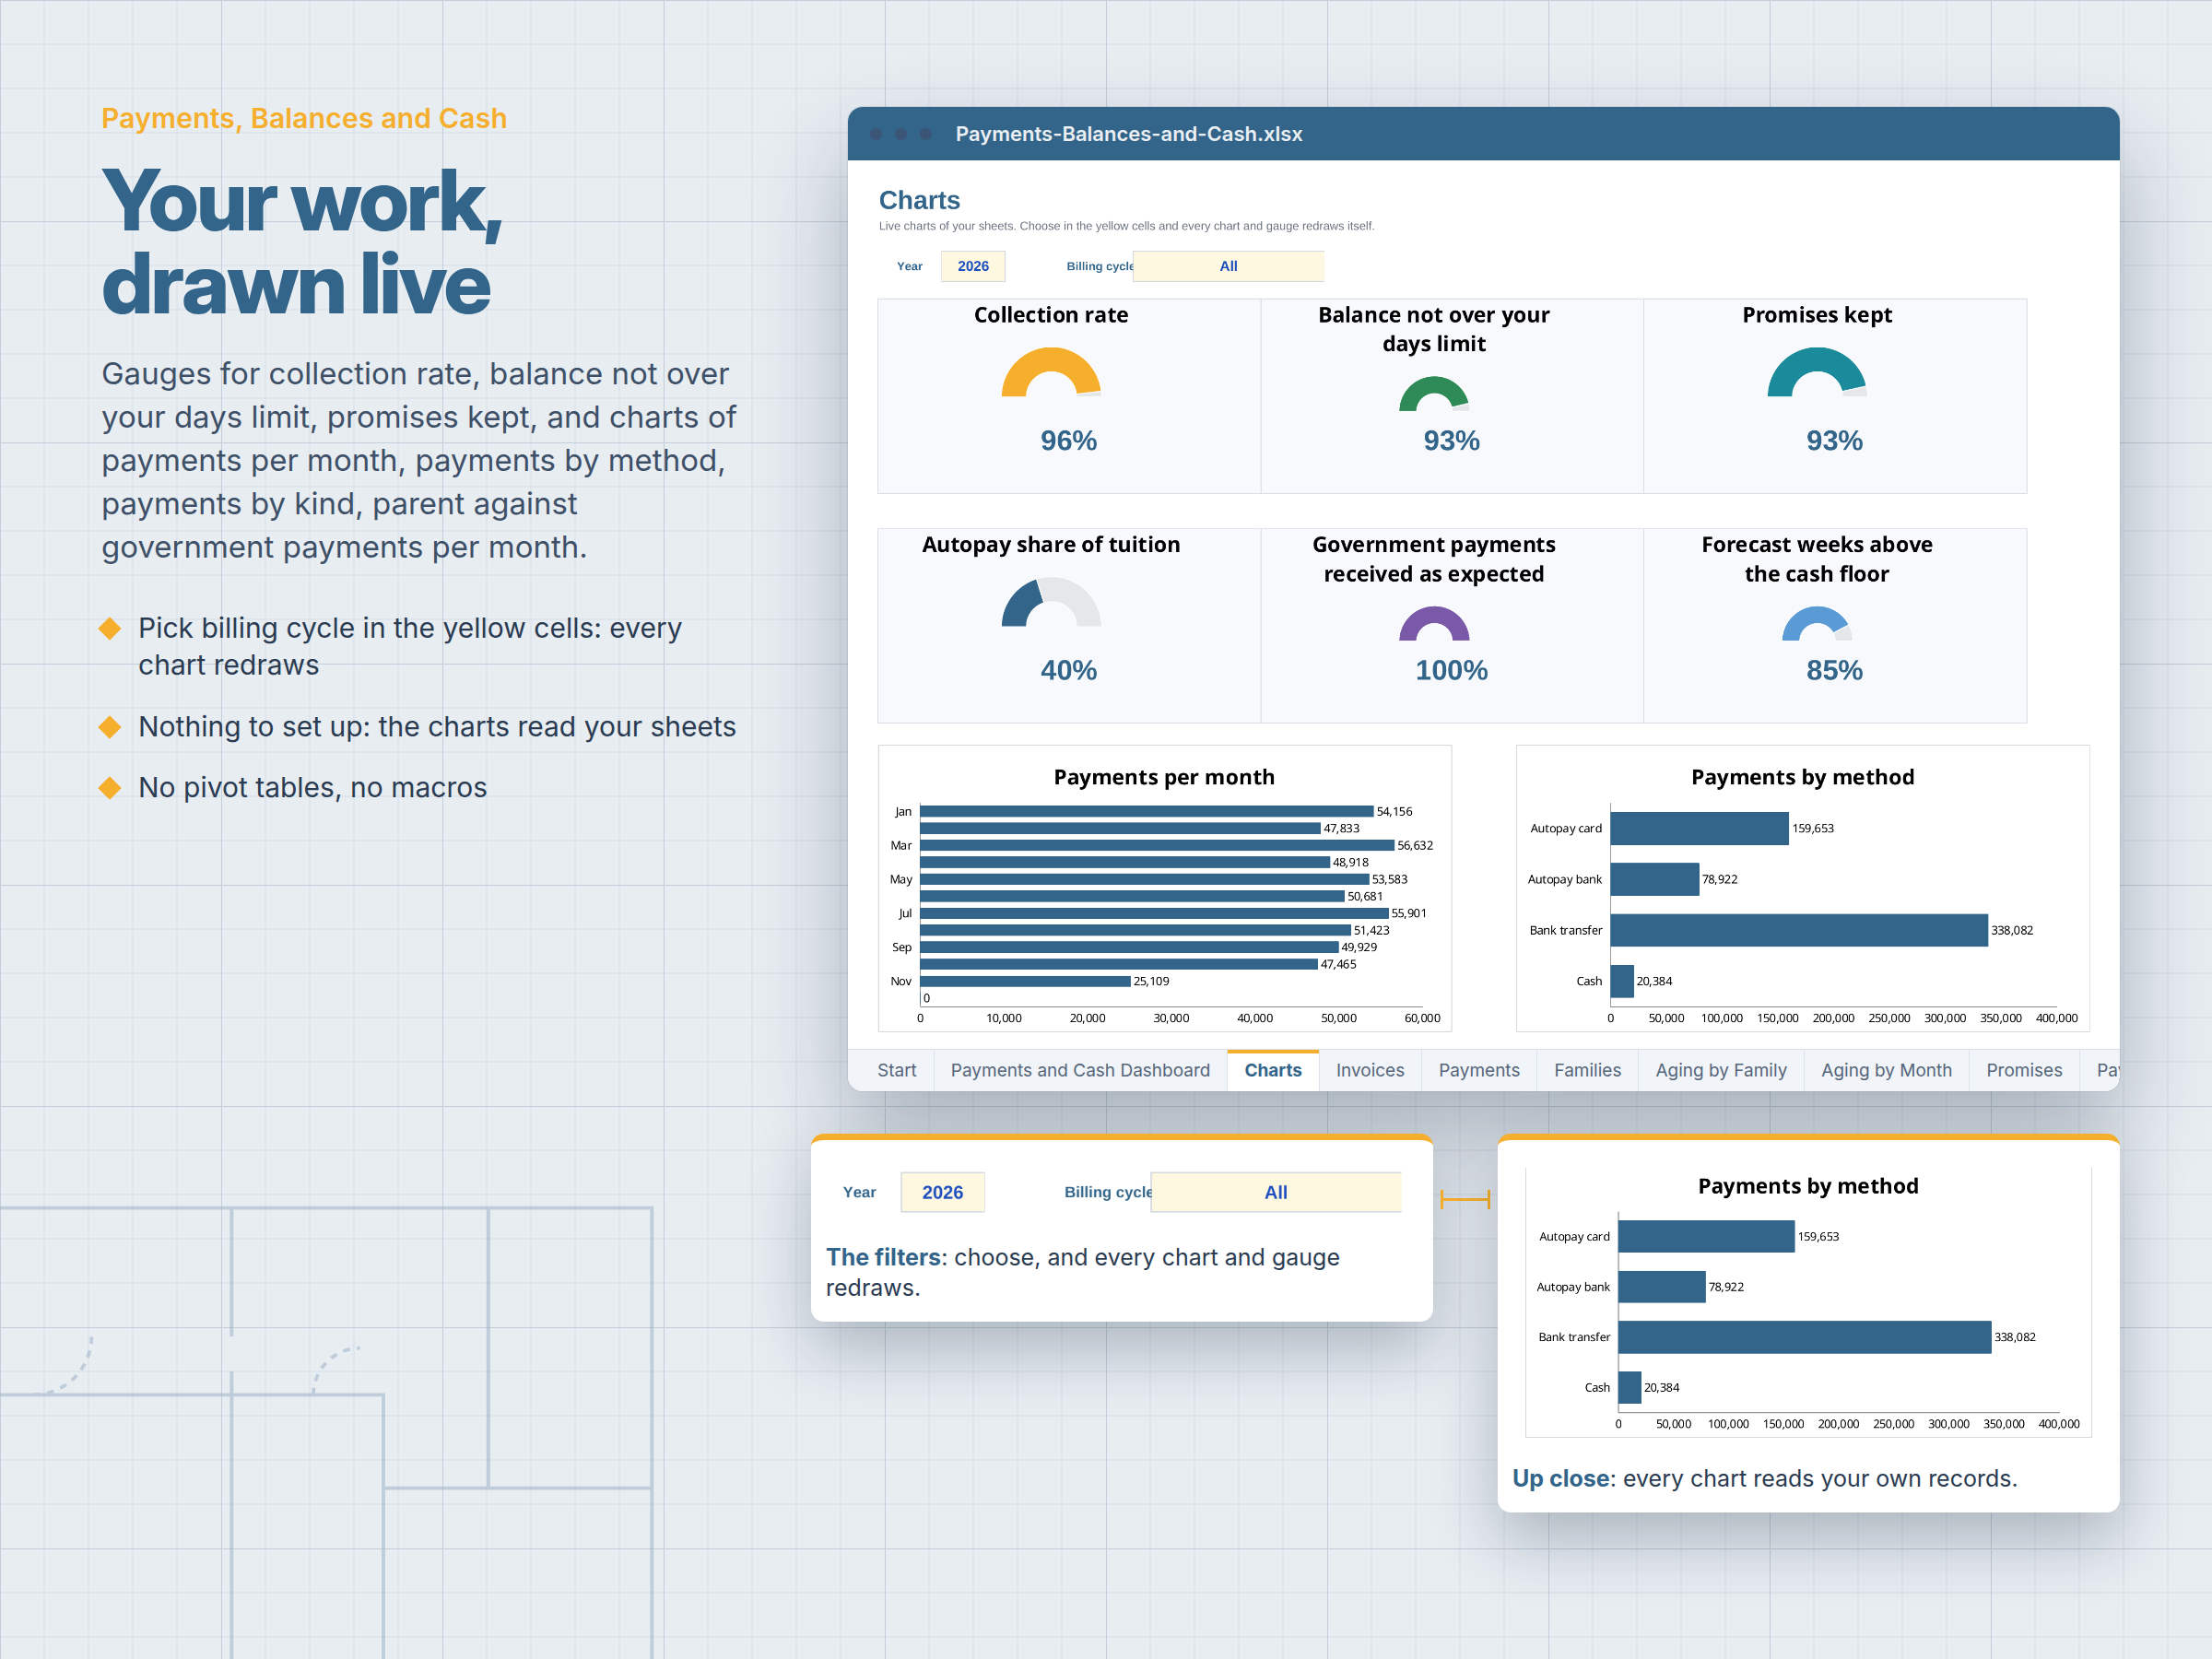 Payments, Balances and Cash
Your work,
drawn live
Gauges for collection rate, balance not over
your days limit, promises kept, and charts of
payments per month, payments by method,
payments by kind, parent against
government payments per month.
Pick billing cycle in the yellow cells: every
chart redraws
Nothing to set up: the charts read your sheets
No pivot tables, no macros
Payments-Balances-and-Cash.xlsx
Charts
Live charts of your sheets. Choose in the yellow cells and every chart and gauge redraws itself.
Year 2026 Billing cycle All
Collection rate
96%
Balance not over your
days limit
93%
Promises kept
93%
Autopay share of tuition
40%
Government payments
received as expected
100%
Forecast weeks above
the cash floor
85%
Payments per month
Jan 54,156
47,833
Mar 56,632
48,918
May 53,583
50,681
Jul 55,901
51,423
Sep 49,929
47,465
Nov 25,109
0
0 10,000 20,000 30,000 40,000 50,000 60,000
Payments by method
Autopay card 159,653
Autopay bank 78,922
Bank transfer 338,082
Cash 20,384
0 50,000 100,000 150,000 200,000 250,000 300,000 350,000 400,000
Start Payments and Cash Dashboard Charts Invoices Payments Families Aging by Family Aging by Month Promises
Year 2026 Billing cycle All
The filters: choose, and every chart and gauge
redraws.
Payments by method
Autopay card 159,653
Autopay bank 78,922
Bank transfer 338,082
Cash 20,384
0 50,000 100,000 150,000 200,000 250,000 300,000 350,000 400,000
Up close: every chart reads your own records.